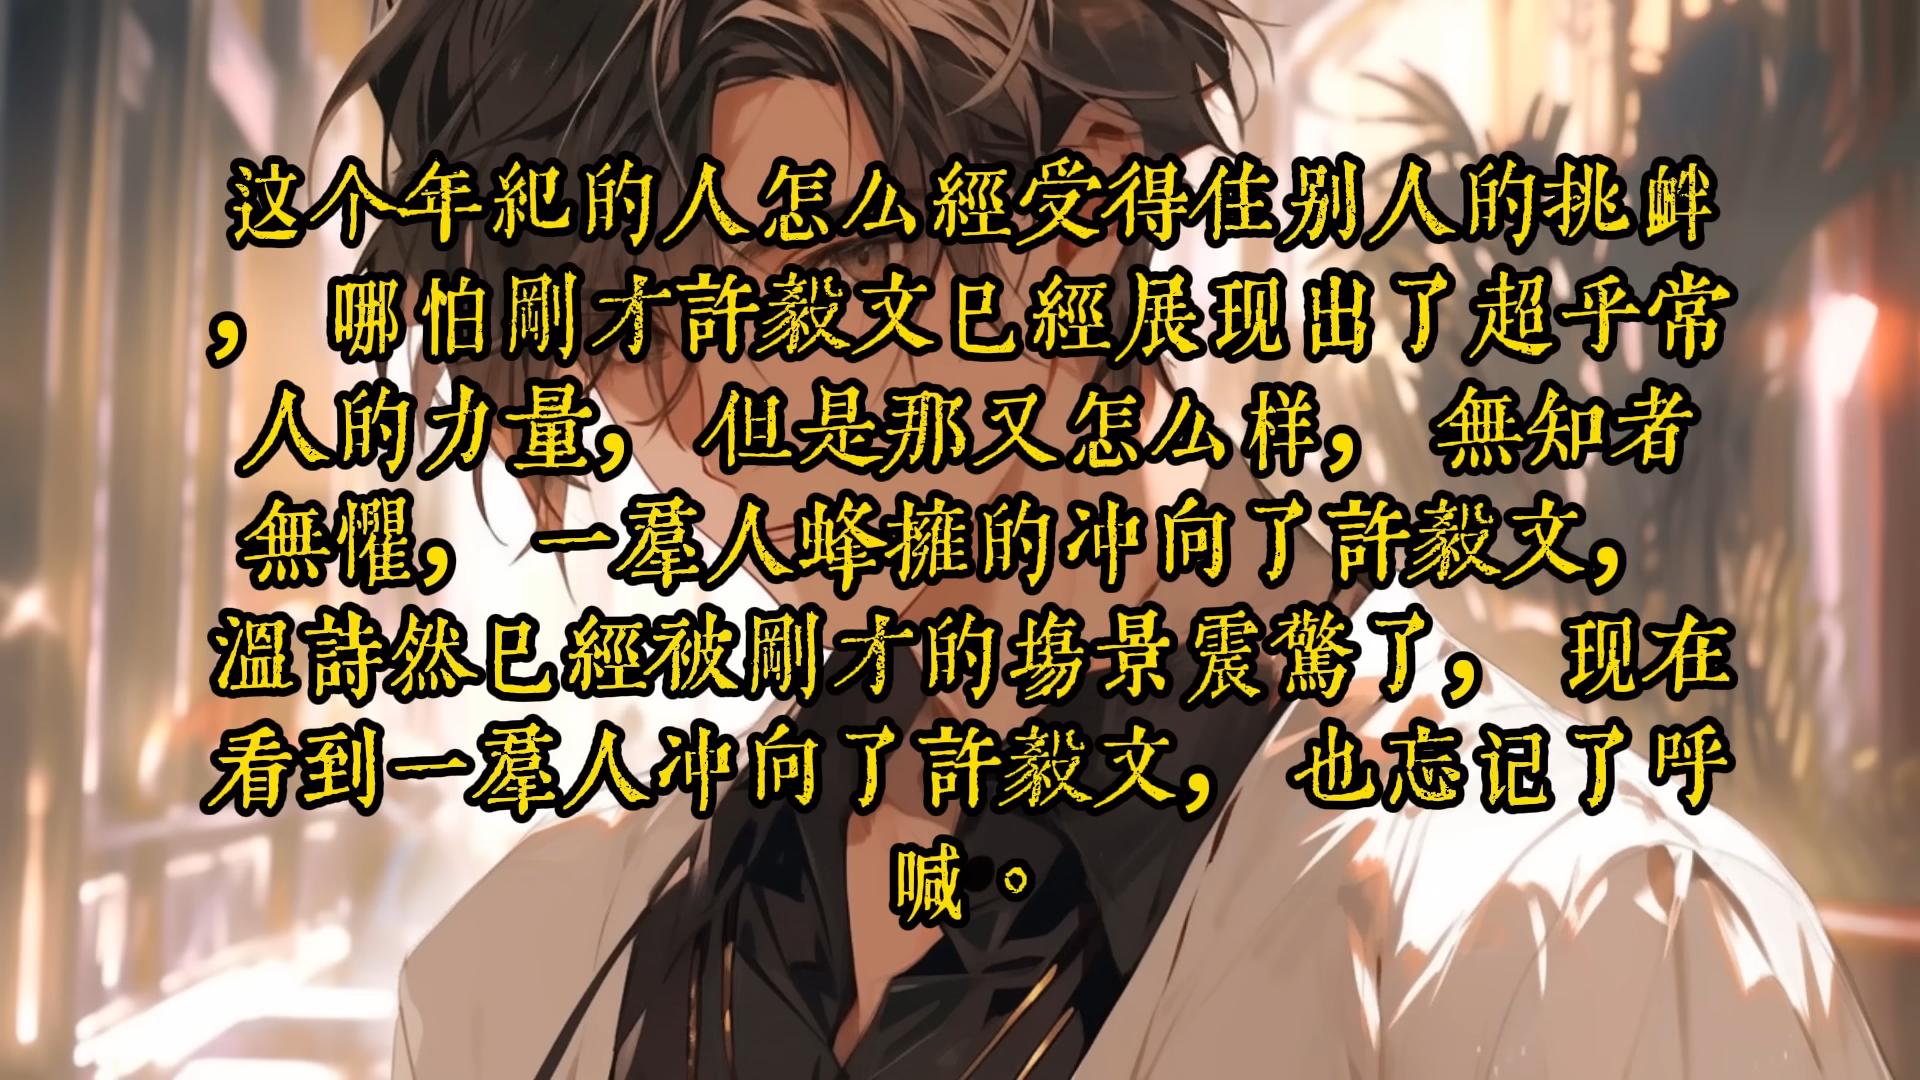 这个年纪的人怎么經受得住别人的挑衅
，哪怕剛才許毅文已經展现出了超乎常
人的力量，但是那又怎么样，無知者
無懼，一羣人蜂擁的冲向了許毅文，
溫詩然已經被剛才的場景震驚了，现在
看到一羣人冲向了許毅文，也忘记了呼
喊。